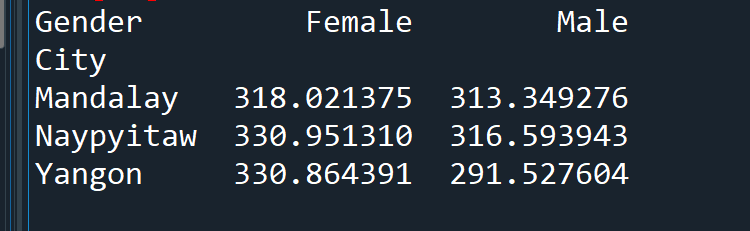 Gender Female Male
City
Mandalay 318.021375 313.349276
Naypyitaw 330.951310 316.593943
Yangon 330.864391 291.527604